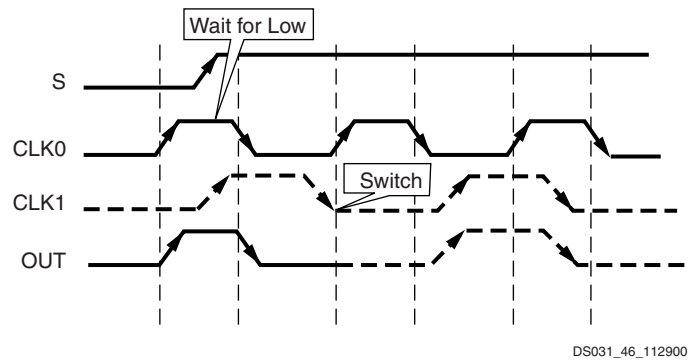 Wait for Low
S
CLK0
CLK1
Switch
OUT
DS031_46_112900